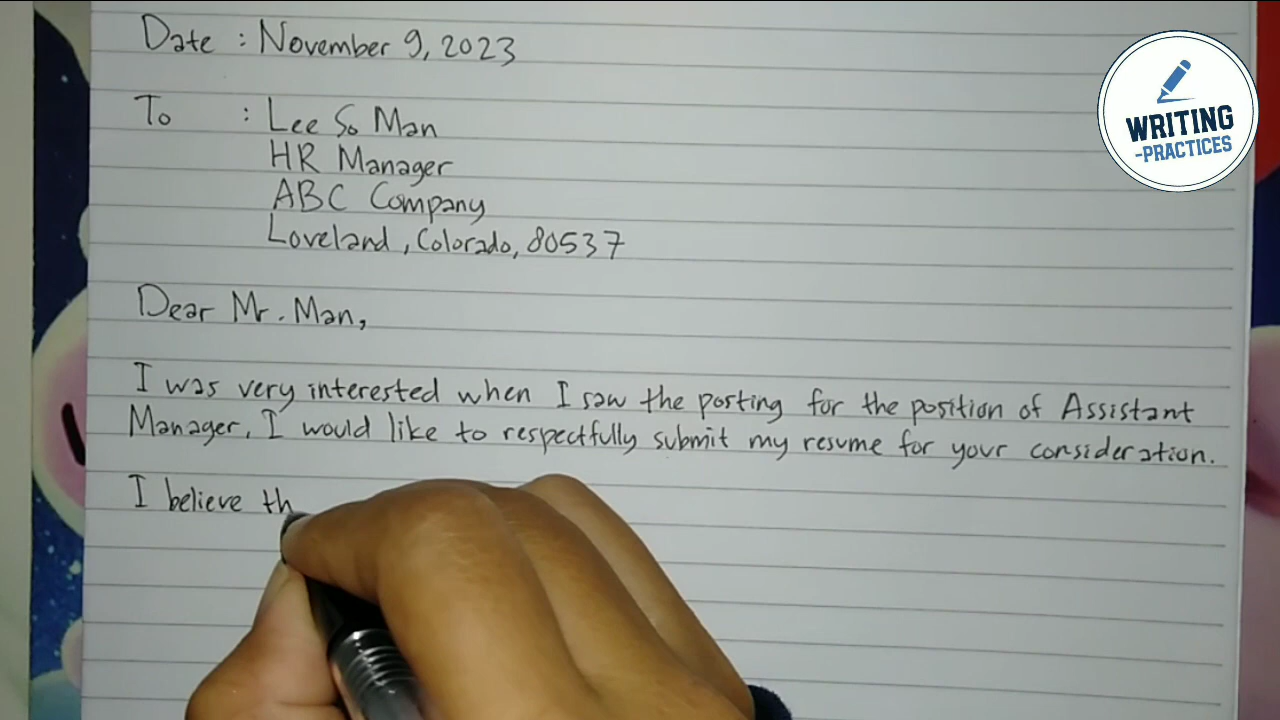 Date : November 9, 2023
To : Lee So Man
HR Manager
ABC Company
Loveland, Colorado, 80537
Dear Mr. Man,
I was very interested when I saw the posting for the position of Assistant
Manager. I would like to respectfully submit my resume for your consideration.
I believe th
WRITING
-PRACTICES